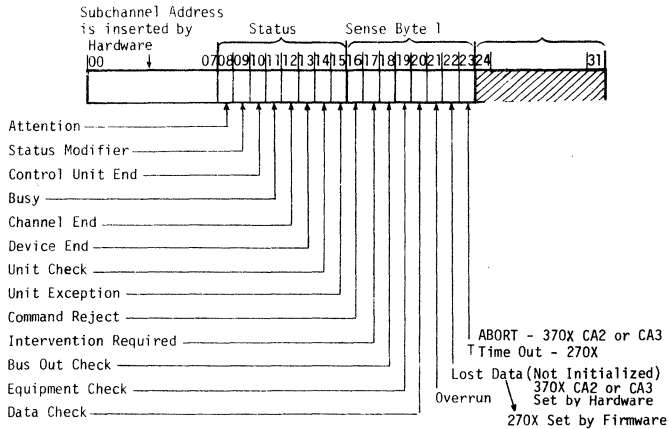 Subchannel Address
is inserted by
Hardware
Status
Sense Byte 1
00 07 08 09 10 11 12 13 14 15 16 17 18 19 20 21 22 23 24 31
Attention
Status Modifier
Control Unit End
Busy
Channel End
Device End
Unit Check
Unit Exception
Command Reject
Intervention Required
Bus Out Check
Equipment Check
Data Check
Overrun
Lost Data (Not Initialized)
370X CA2 or CA3
Set by Hardware
270X Set by Firmware
ABORT - 370X CA2 or CA3
Time Out - 270X